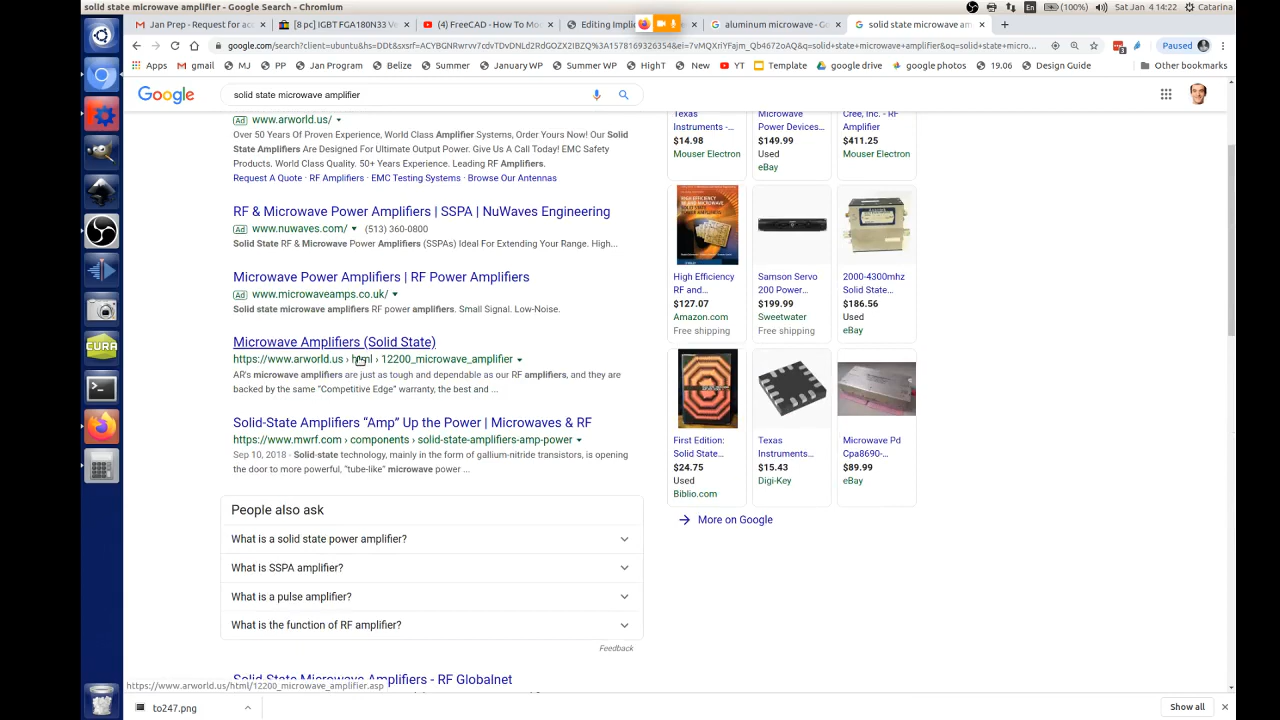 solid state microwave amplifier - Google Search - Chromium
(100%) Sat Jan 4 14:22 Catarina
Jan Prep - Request for acc
[8 pc] IGBT FGA180N33 V
(4) FreeCAD - How To Mo
Editing Impli
aluminum microwave - G
solid state microwave am
google.com/search?client=ubuntu&hs=DDt&sxsrf=ACYBGNRwrvv7cdvTDvDNLd2RdGOZX2IBZQ%3A1578169326354&ei=7vMQXriYFajm_Qb4672oAQ&q=solid+state+microwave+amplifier&oq=solid+state+micro...
Paused
Apps gmail MJ PP Jan Program Belize Summer January WP Summer WP HighT New YT Template google drive google photos 19.06 Design Guide Other bookmarks
Google
solid state microwave amplifier
Ad www.arworld.us/
Over 50 Years Of Proven Experience, World Class Amplifier Systems, Order Yours Now! Our Solid
State Amplifiers Are Designed For Ultimate Output Power. Give Us A Call Today! EMC Safety
Products. World Class Quality. 50+ Years Experience. Leading RF Amplifiers.
Request A Quote · RF Amplifiers · EMC Testing Systems · Browse Our Antennas
RF & Microwave Power Amplifiers | SSPA | NuWaves Engineering
Ad www.nuwaves.com/ (513) 360-0800
Solid State RF & Microwave Power Amplifiers (SSPAs) Ideal For Extending Your Range. High...
Microwave Power Amplifiers | RF Power Amplifiers
Ad www.microwaveamps.co.uk/
Solid state microwave amplifiers RF power amplifiers. Small Signal. Low-Noise.
Microwave Amplifiers (Solid State)
https://www.arworld.us › html › 12200_microwave_amplifier
AR's microwave amplifiers are just as tough and dependable as our RF amplifiers, and they are
backed by the same "Competitive Edge" warranty, the best and ...
Solid-State Amplifiers “Amp” Up the Power | Microwaves & RF
https://www.mwrf.com › components › solid-state-amplifiers-amp-power
Sep 10, 2018 - Solid-state technology, mainly in the form of gallium-nitride transistors, is opening
the door to more powerful, "tube-like" microwave power ...
People also ask
What is a solid state power amplifier?
What is SSPA amplifier?
What is a pulse amplifier?
What is the function of RF amplifier?
Feedback
Solid State Microwave Amplifiers - RF Globalnet
Texas
Instruments -...
$14.98
Mouser Electron
Microwave
Power Devices...
$149.99
Used
eBay
Cree, Inc. - RF
Amplifier
$411.25
Mouser Electron
High Efficiency
RF and...
$127.07
Amazon.com
Free shipping
Samson Servo
200 Power...
$199.99
Sweetwater
Free shipping
2000-4300mhz
Solid State...
$186.56
Used
eBay
First Edition:
Solid State...
$24.75
Used
Biblio.com
Texas
Instruments...
$15.43
Digi-Key
Microwave Pd
Cpa8690-...
$89.99
eBay
More on Google
https://www.arworld.us/html/12200_microwave_amplifier.asp
to247.png
Show all
CURA